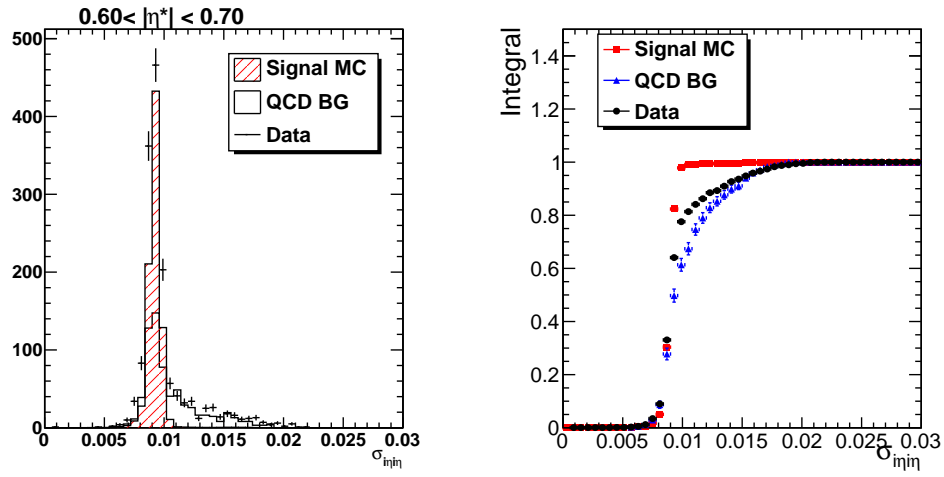 0.60< |η*| < 0.70
500
400
300
200
100
0
0 0.005 0.01 0.015 0.02 0.025 0.03
σiηiη
Signal MC
QCD BG
Data
Integral
1.4
1.2
1
0.8
0.6
0.4
0.2
0
0 0.005 0.01 0.015 0.02 0.025 0.03
σiηiη
Signal MC
QCD BG
Data